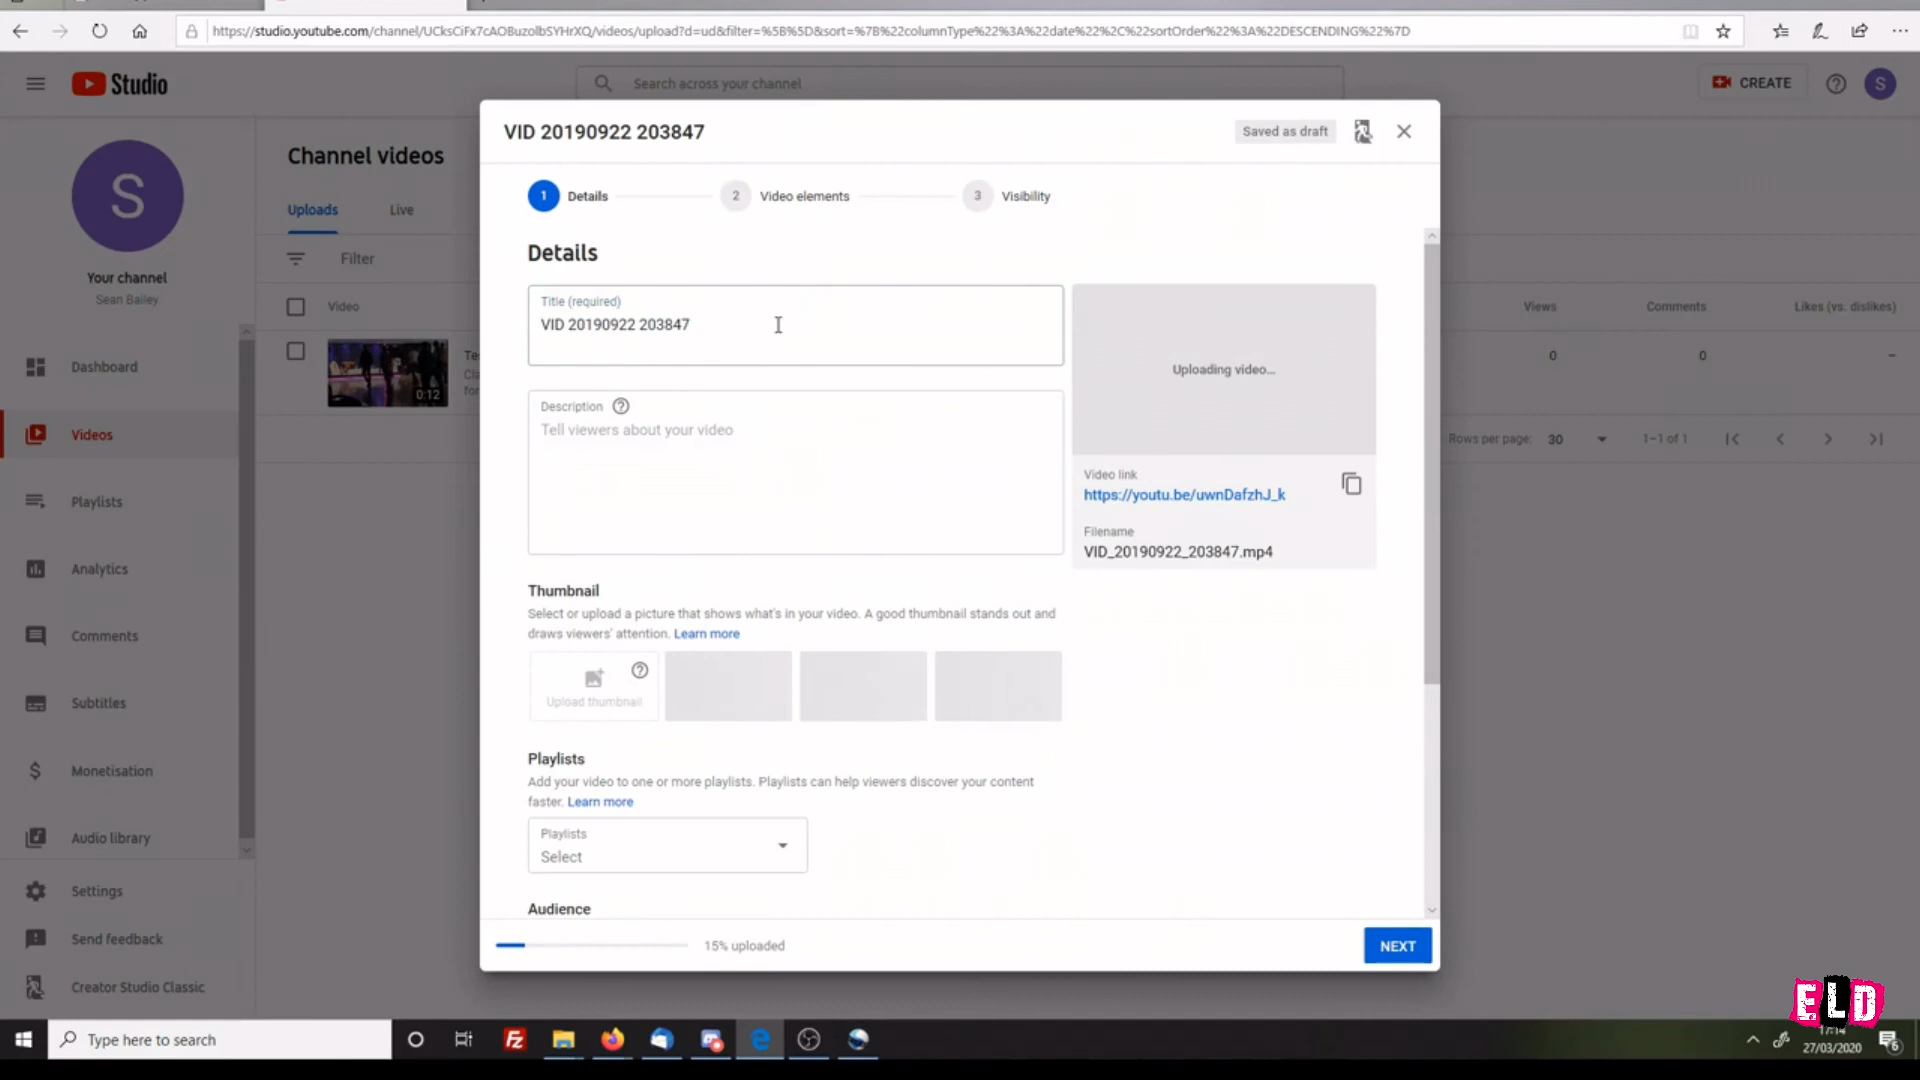 https://studio.youtube.com/channel/UCksCiFx7cAOBuzolbSYHrXQ/videos/upload?d=ud&filter=%5B%5D&sort=%7B%22columnType%22%3A%22date%22%2C%22sortOrder%22%3A%22DESCENDING%22%7D
Studio
Search across your channel
CREATE
S
VID 20190922 203847
Saved as draft
S
Your channel
Sean Bailey
Channel videos
Uploads
Live
Filter
Video
Views
Comments
Likes (vs. dislikes)
0:12
0
0
–
Rows per page:
30
1–1 of 1
1
Details
2
Video elements
3
Visibility
Details
Title (required)
VID 20190922 203847
Description
Tell viewers about your video
Uploading video...
Video link
https://youtu.be/uwnDafzhJ_k
Filename
VID_20190922_203847.mp4
Thumbnail
Select or upload a picture that shows what's in your video. A good thumbnail stands out and
draws viewers' attention. Learn more
Upload thumbnail
Playlists
Add your video to one or more playlists. Playlists can help viewers discover your content
faster. Learn more
Playlists
Select
Audience
15% uploaded
NEXT
Dashboard
Videos
Playlists
Analytics
Comments
Subtitles
Monetisation
Audio library
Settings
Send feedback
Creator Studio Classic
ELD
Type here to search
17:14
27/03/2020
6